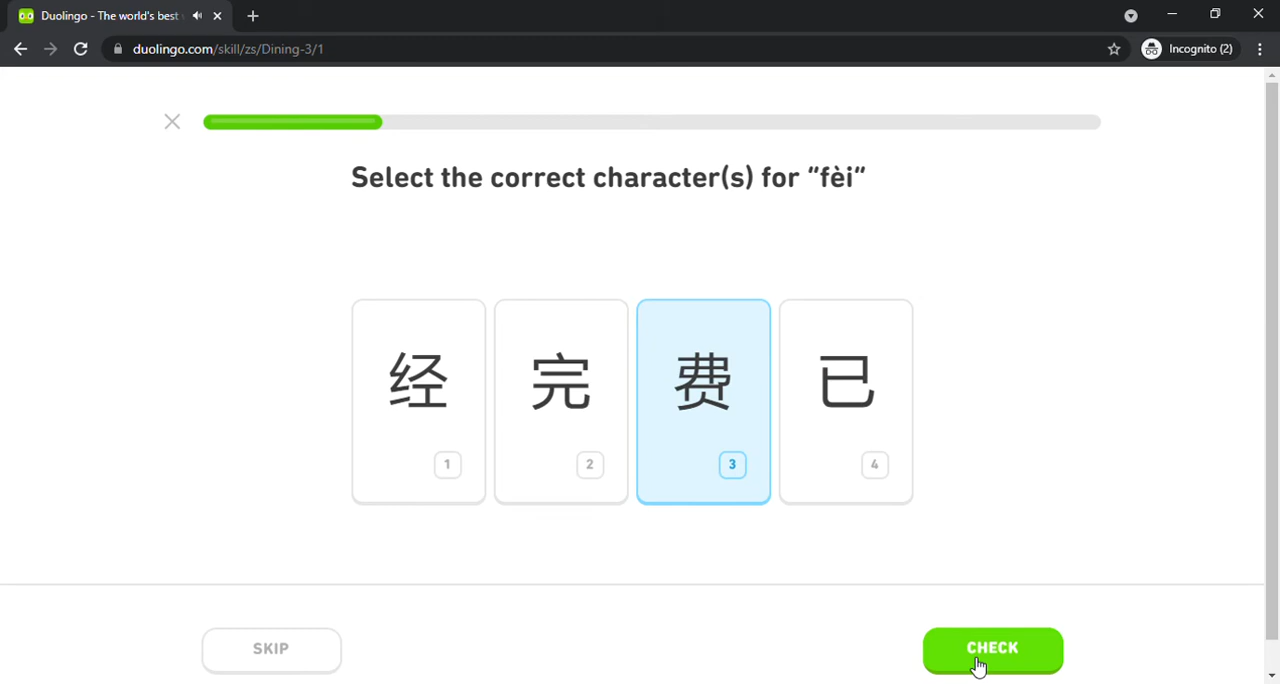 Duolingo - The world's best
duolingo.com/skill/zs/Dining-3/1
Incognito (2)
Select the correct character(s) for "fèi"
经 完 费 已
1 2 3 4
SKIP CHECK